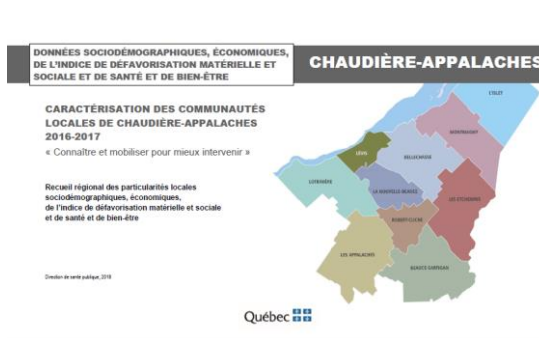 DONNÉES SOCIODÉMOGRAPHIQUES, ÉCONOMIQUES,
DE L'INDICE DE DÉFAVORISATION MATÉRIELLE ET
SOCIALE ET DE SANTÉ ET DE BIEN-ÊTRE
CHAUDIÈRE-APPALACHES
CARACTÉRISATION DES COMMUNAUTÉS
LOCALES DE CHAUDIÈRE-APPALACHES
2016-2017
« Connaître et mobiliser pour mieux intervenir »
Recueil régional des particularités locales
sociodémographiques, économiques,
de l'indice de défavorisation matérielle et sociale
et de santé et de bien-être
Direction de santé publique, 2018
L'ISLET
MONTMAGNY
LÉVIS
BELLECHASSE
LOTBINIÈRE
LA NOUVELLE-BEAUCE
LES ETCHEMINS
ROBERT-CLICHE
LES APPALACHES
BEAUCE-SARTIGAN
Québec